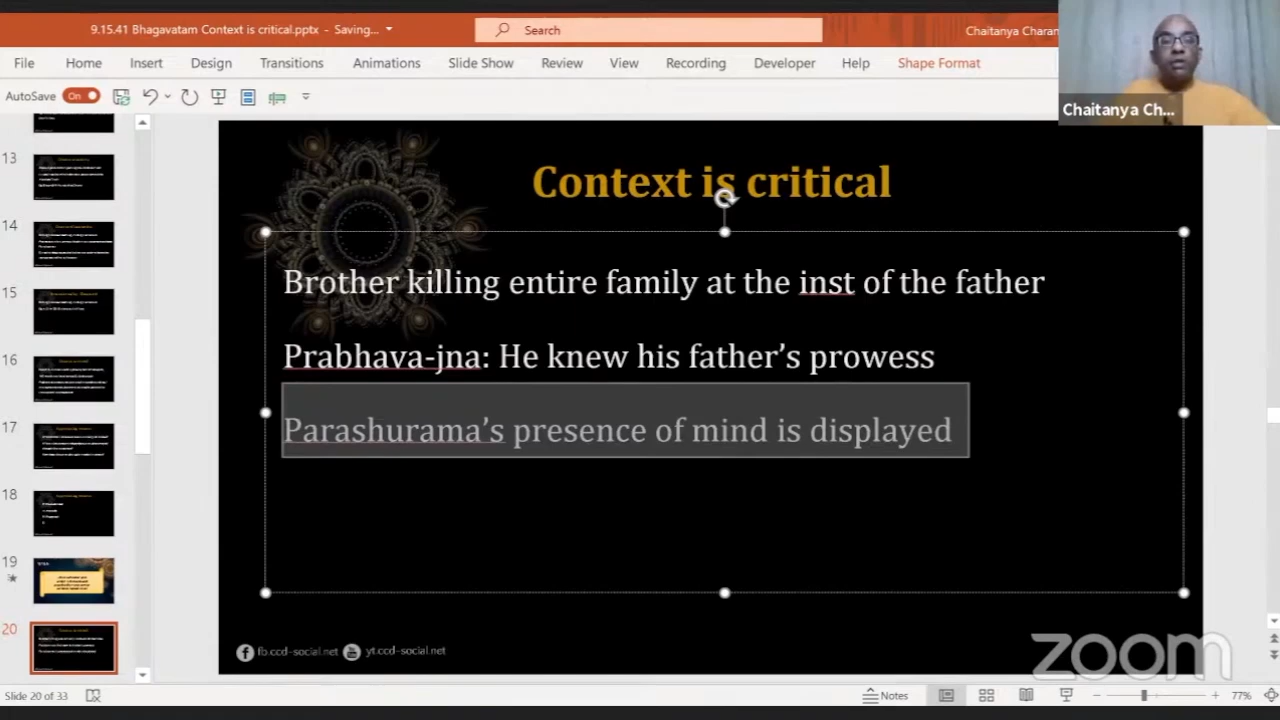 9.15.41 Bhagavatam Context is critical.pptx - Saving...
Search
Chaitanya Charan
File Home Insert Design Slide Show Transitions Animations Review View Recording Developer Help Shape Format
AutoSave On
Chaitanya Ch...
13
14
15
16
17
18
19
20
Context is critical
Brother killing entire family at the inst of the father
Prabhava-jna: He knew his father's prowess
Parashurama's presence of mind is displayed
fb.ccd-social.net yt.ccd-social.net
zoom
Slide 20 of 33
Notes
77%